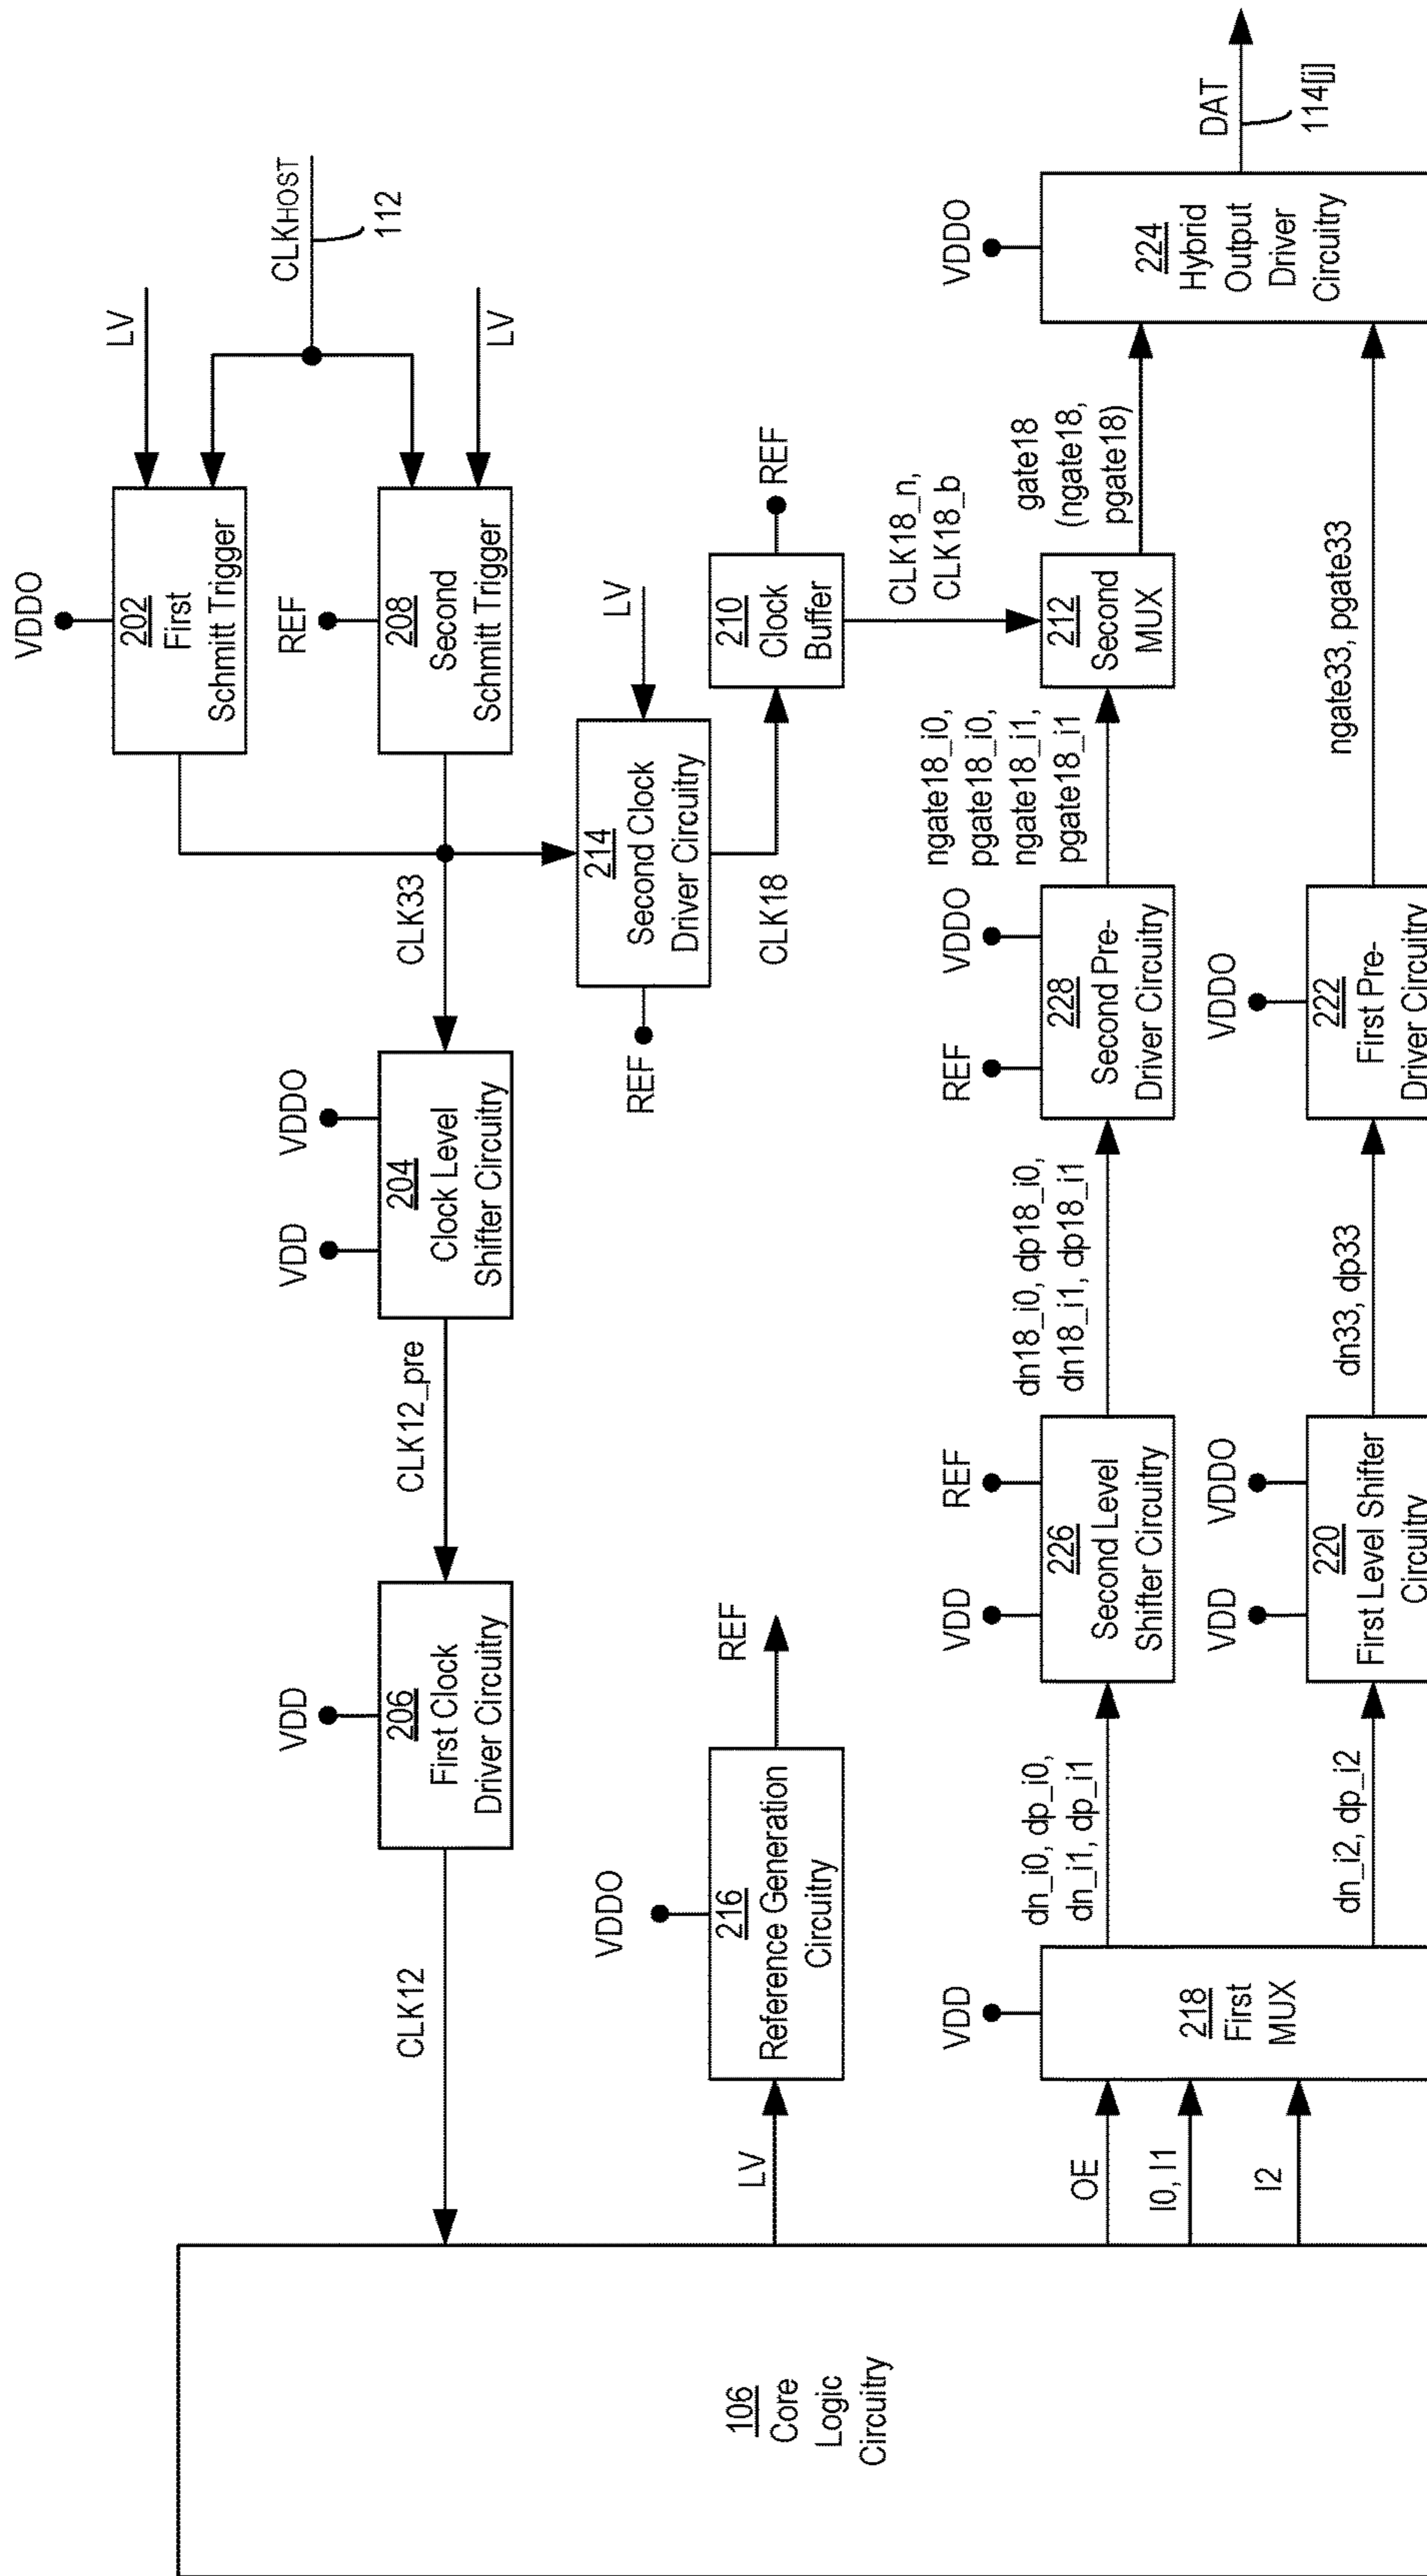 VDDO
202
First
Schmitt Trigger
LV
CLKHOST
112
REF
208
Second
Schmitt Trigger
LV
CLK33
VDD
VDDO
204
Clock Level
Shifter Circuitry
CLK12_pre
VDD
206
First Clock
Driver Circuitry
CLK12
106
Core
Logic
Circuitry
LV
VDDO
216
Reference Generation
Circuitry
REF
REF
214
Second Clock
Driver Circuitry
LV
CLK18
210
Clock
Buffer
REF
CLK18_n,
CLK18_b
OE
I0, I1
I2
VDD
218
First
MUX
dn_i0, dp_i0,
dn_i1, dp_i1
dn_i2, dp_i2
VDD
REF
226
Second Level
Shifter Circuitry
VDD
VDDO
220
First Level Shifter
Circuitry
dn18_i0, dp18_i0,
dn18_i1, dp18_i1
dn33, dp33
REF
VDDO
228
Second Pre-
Driver Circuitry
VDDO
222
First Pre-
Driver Circuitry
ngate18_i0,
pgate18_i0,
ngate18_i1,
pgate18_i1
212
Second
MUX
gate18
(ngate18,
pgate18)
ngate33, pgate33
VDDO
224
Hybrid
Output
Driver
Circuitry
DAT
114[j]